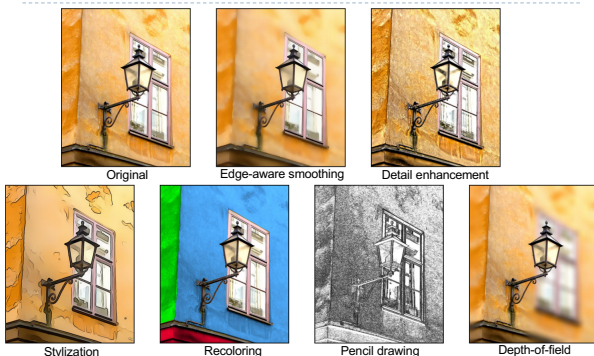 Original
Edge-aware smoothing
Detail enhancement
Stylization
Recoloring
Pencil drawing
Depth-of-field